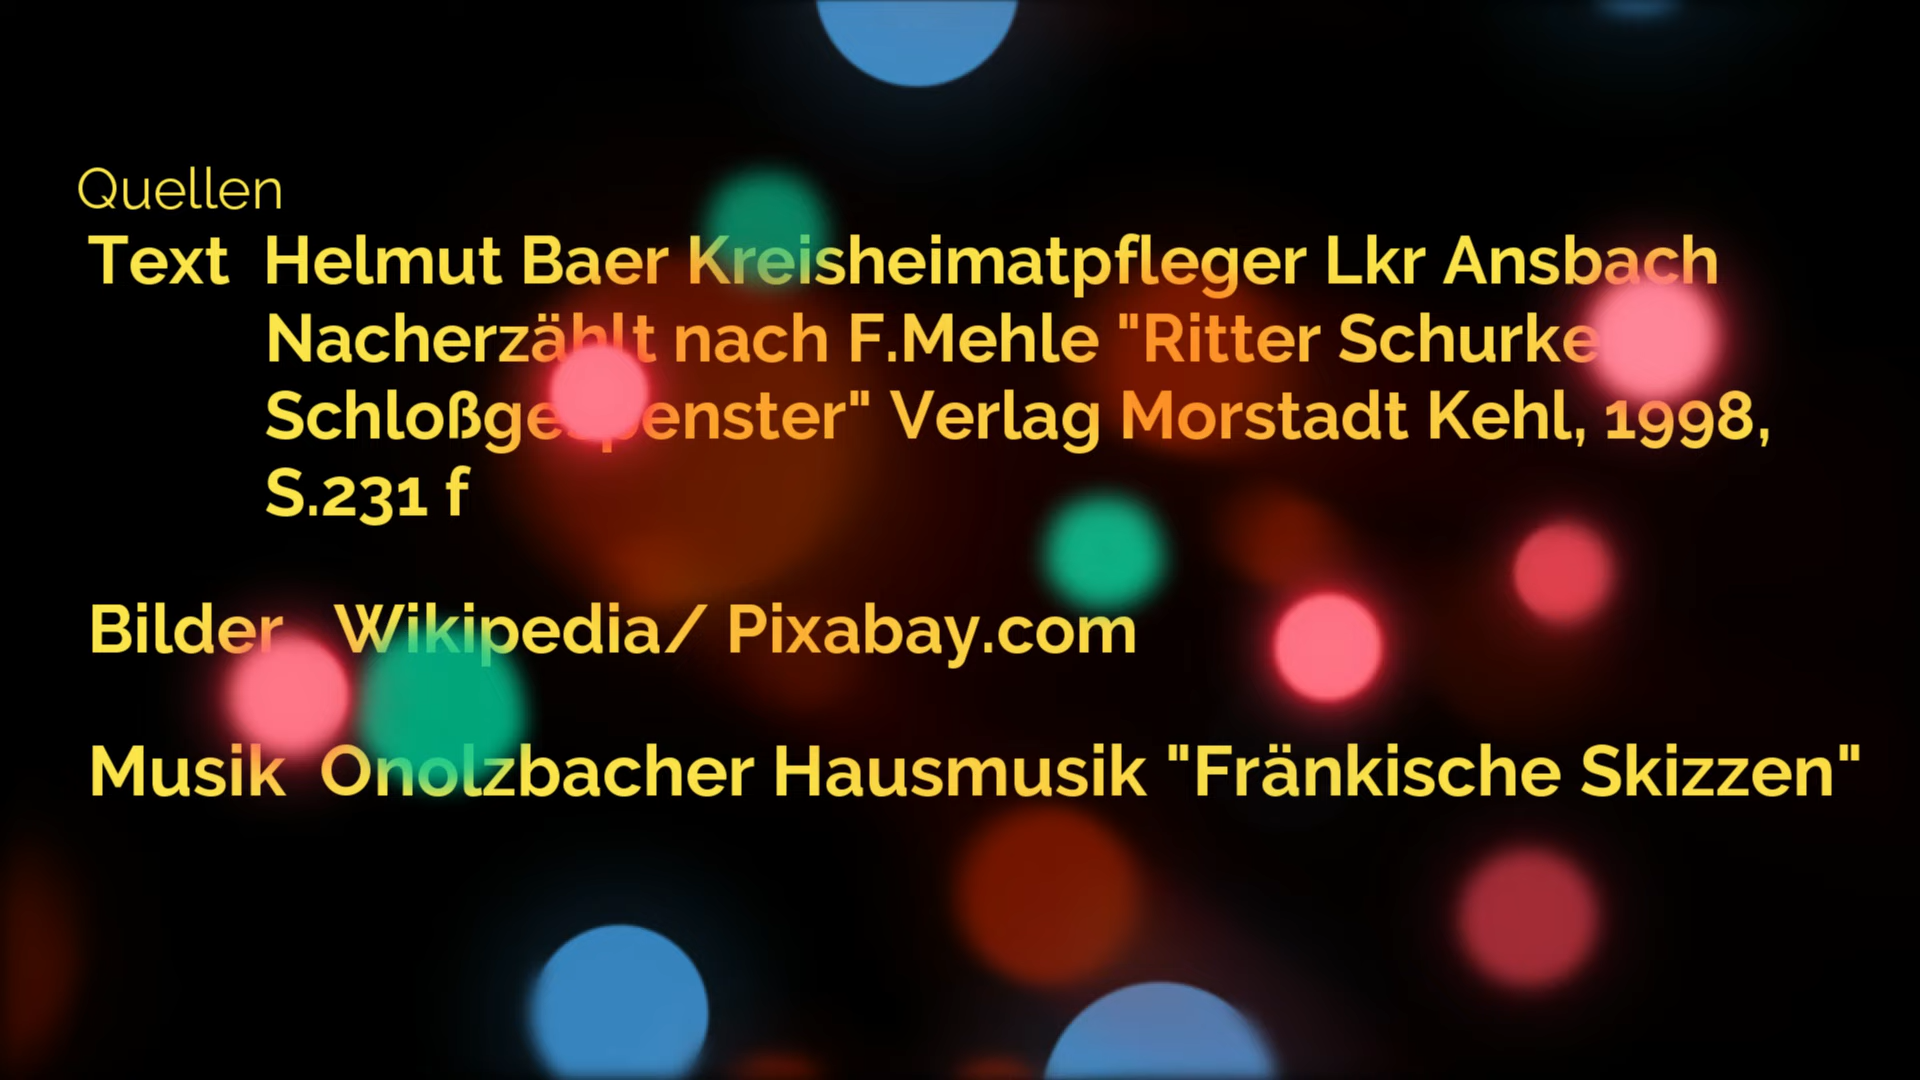 Quellen
Text Helmut Baer Kreisheimatpfleger Lkr Ansbach
Nacherzählt nach F.Mehle "Ritter Schurke
Schloßgespenster" Verlag Morstadt Kehl, 1998,
S.231 f
Bilder Wikipedia/ Pixabay.com
Musik Onolzbacher Hausmusik "Fränkische Skizzen"